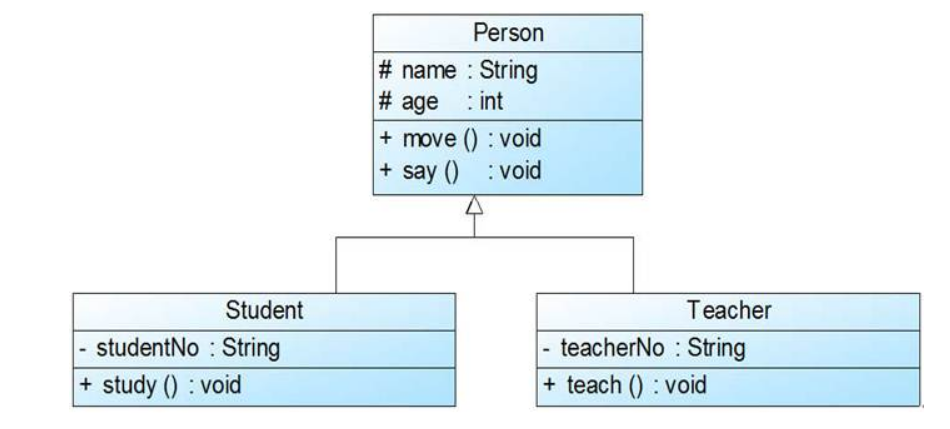 Person
# name : String
# age : int
+ move () : void
+ say () : void
Student
- studentNo : String
+ study () : void
Teacher
- teacherNo : String
+ teach () : void